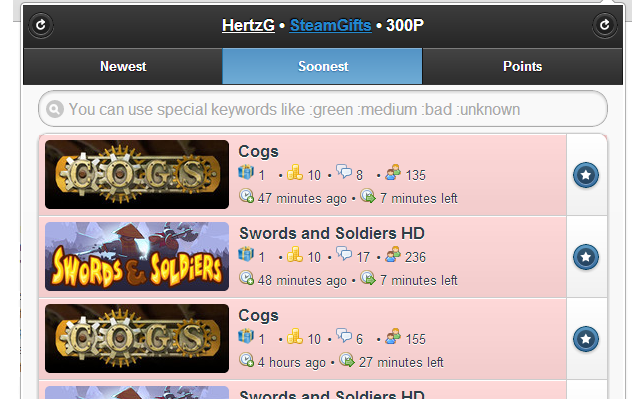 HertzG • SteamGifts • 300P
Newest Soonest Points
You can use special keywords like :green :medium :bad :unknown
COGS
Cogs
1 • 10 • 8 • 135
47 minutes ago • 7 minutes left
SWORDS & SOLDIERS
Swords and Soldiers HD
1 • 10 • 17 • 236
48 minutes ago • 7 minutes left
COGS
Cogs
1 • 10 • 6 • 155
4 hours ago • 27 minutes left
Swords and Soldiers HD